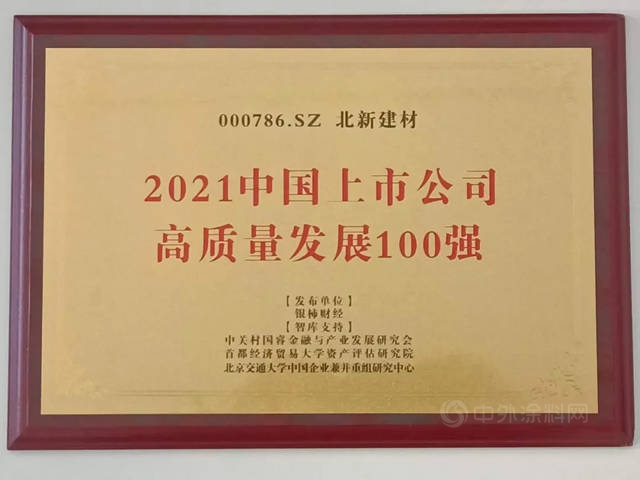 000786.SZ 北新建材
2021中国上市公司
高质量发展100强
【发布单位】
银柿财经
【智库支持】
中关村国睿金融与产业发展研究会
首都经济贸易大学资产评估研究院
北京交通大学中国企业兼并重组研究中心
中外涂料网